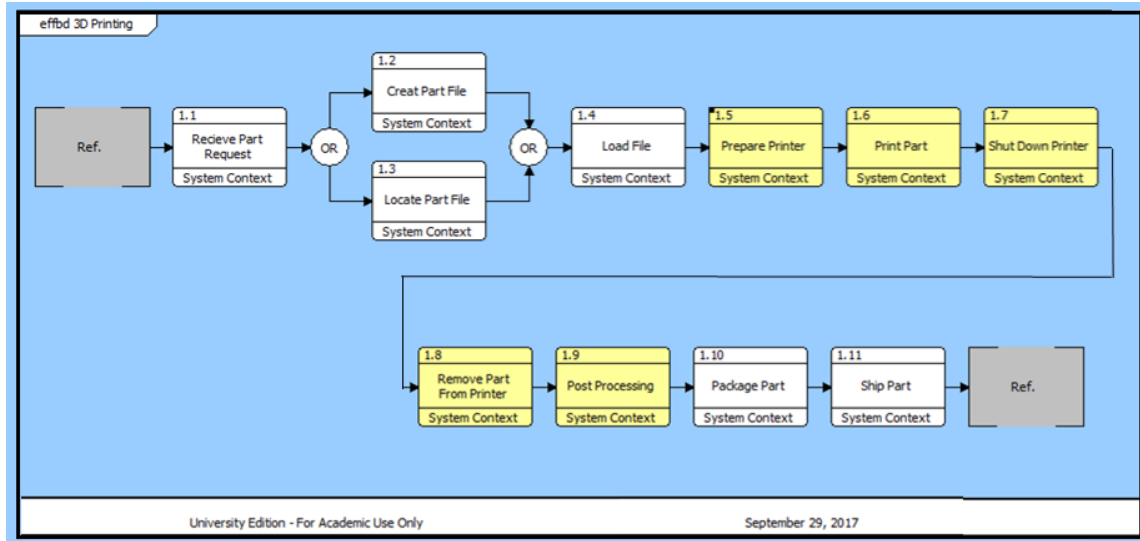 effbd 3D Printing
Ref.
1.1
Recieve Part
Request
System Context
OR
1.2
Creat Part File
System Context
1.3
Locate Part File
System Context
OR
1.4
Load File
System Context
1.5
Prepare Printer
System Context
1.6
Print Part
System Context
1.7
Shut Down Printer
System Context
1.8
Remove Part
From Printer
System Context
1.9
Post Processing
System Context
1.10
Package Part
System Context
1.11
Ship Part
System Context
Ref.
University Edition - For Academic Use Only
September 29, 2017